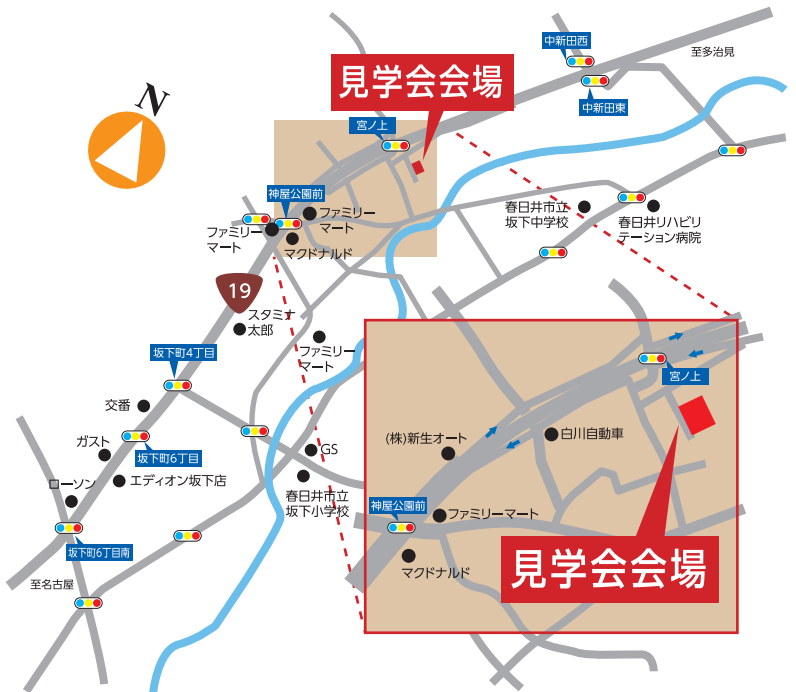 中新田西
至多治見
見学会会場
中新田東
N
宮ノ上
神屋公園前
ファミリー
マート
春日井市立
坂下中学校
春日井リハビリ
テーション病院
ファミリー
マート
マクドナルド
19
スタミナ
太郎
坂下町4丁目
ファミリー
マート
宮ノ上
交番
白川自動車
ガスト
坂下町6丁目
(株)新生オート
GS
エディオン坂下店
ローソン
春日井市立
坂下小学校
神屋公園前
ファミリーマート
坂下町6丁目南
見学会会場
マクドナルド
至名古屋